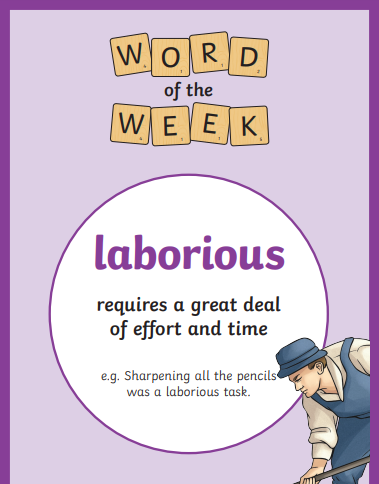 WORD
of the
WEEK
laborious
requires a great deal
of effort and time
e.g. Sharpening all the pencils
was a laborious task.